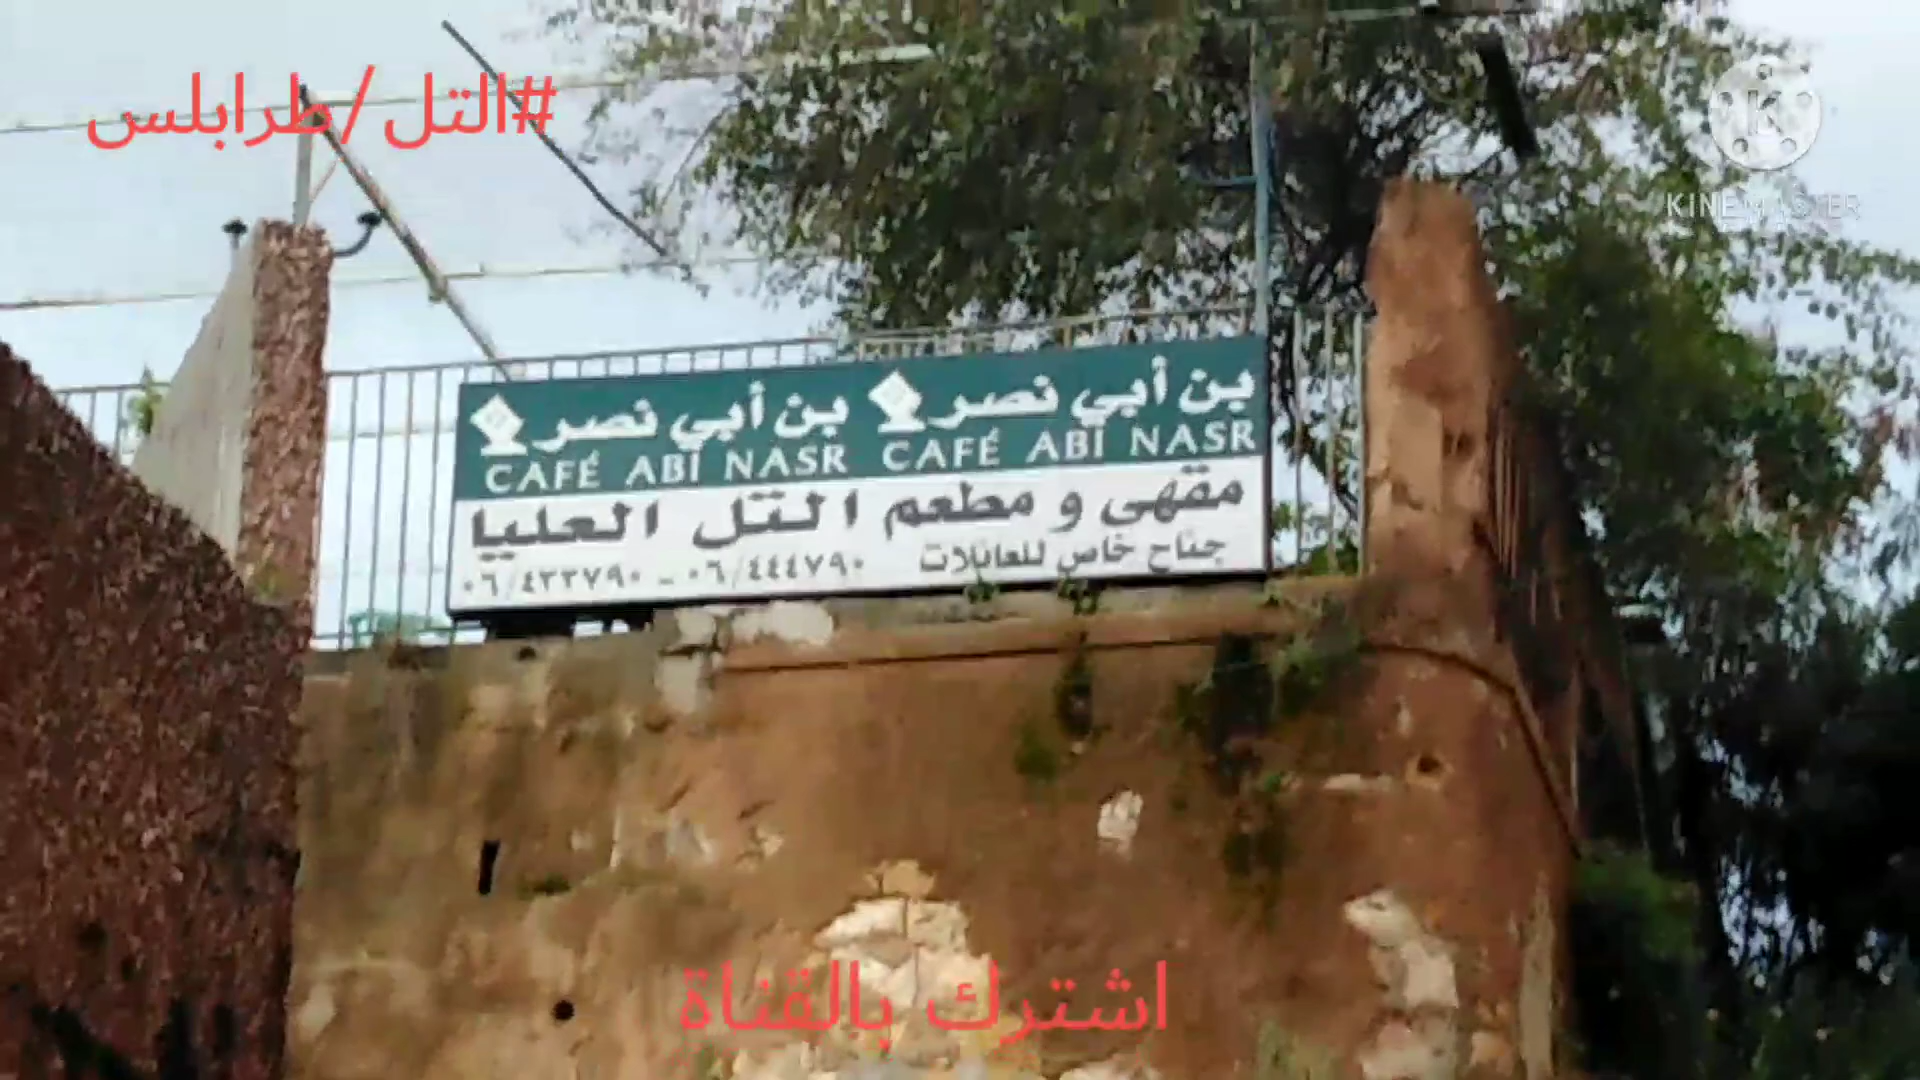 #التل/طرابلس
KINEMASTER
بن أبي نصر بن أبي نصر
CAFÉ ABI NASR CAFÉ ABI NASR
مقهى و مطعم التل العليا
جناح خاص للعائلات ٠٦/٤٤٤٧٩٠ - ٠٦/٤٣٣٧٩٠
اشترك بالقناة